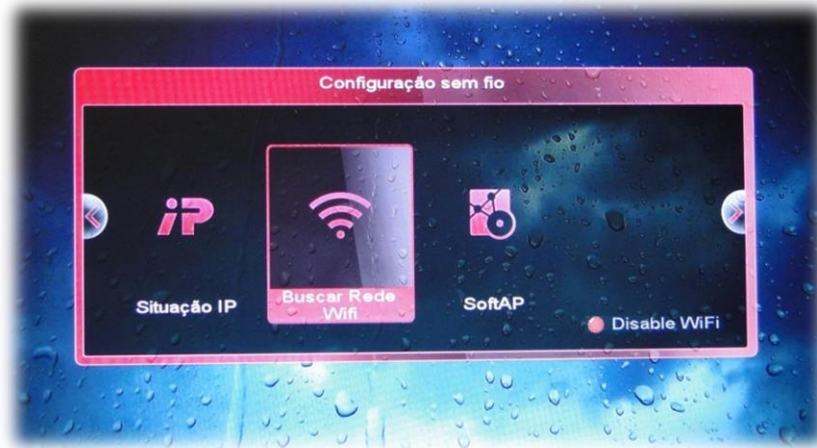 Configuração sem fio
iP
Situação IP
Buscar Rede
Wifi
SoftAP
Disable WiFi